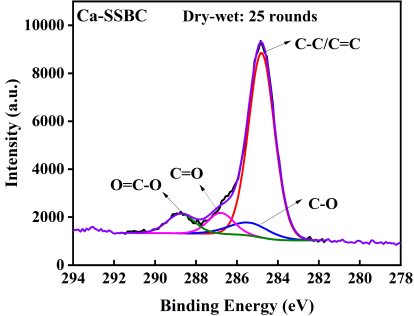 Ca-SSBC Dry-wet: 25 rounds
10000
C-C/C=C
8000
6000
Intensity (a.u.)
4000
C=O
O=C-O
C-O
2000
0
294 292 290 288 286 284 282 280 278
Binding Energy (eV)